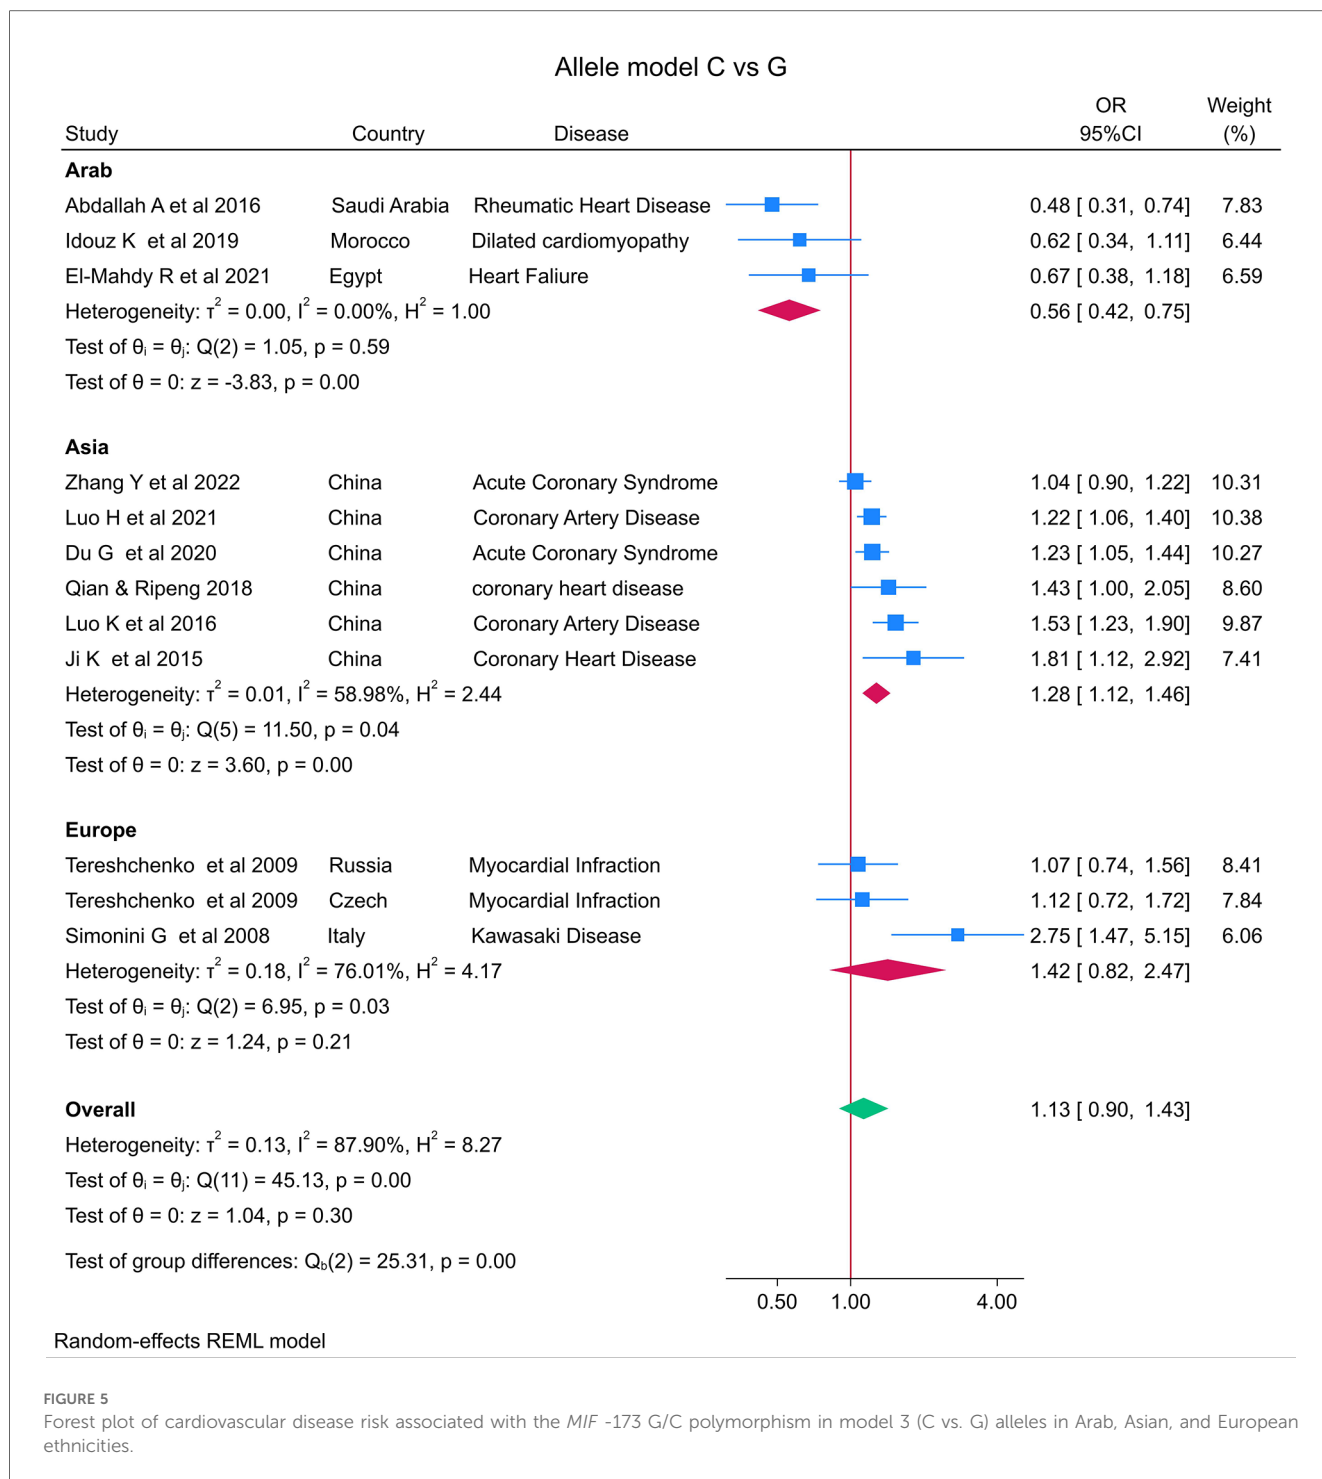 Allele model C vs G
OR Weight
Study Country Disease 95%CI (%)
Arab
Abdallah A et al 2016 Saudi Arabia Rheumatic Heart Disease 0.48 [ 0.31, 0.74] 7.83
Idouz K et al 2019 Morocco Dilated cardiomyopathy 0.62 [ 0.34, 1.11] 6.44
El-Mahdy R et al 2021 Egypt Heart Faliure 0.67 [ 0.38, 1.18] 6.59
Heterogeneity: τ² = 0.00, I² = 0.00%, H² = 1.00 0.56 [ 0.42, 0.75]
Test of θᵢ = θⱼ: Q(2) = 1.05, p = 0.59
Test of θ = 0: z = -3.83, p = 0.00
Asia
Zhang Y et al 2022 China Acute Coronary Syndrome 1.04 [ 0.90, 1.22] 10.31
Luo H et al 2021 China Coronary Artery Disease 1.22 [ 1.06, 1.40] 10.38
Du G et al 2020 China Acute Coronary Syndrome 1.23 [ 1.05, 1.44] 10.27
Qian & Ripeng 2018 China coronary heart disease 1.43 [ 1.00, 2.05] 8.60
Luo K et al 2016 China Coronary Artery Disease 1.53 [ 1.23, 1.90] 9.87
Ji K et al 2015 China Coronary Heart Disease 1.81 [ 1.12, 2.92] 7.41
Heterogeneity: τ² = 0.01, I² = 58.98%, H² = 2.44 1.28 [ 1.12, 1.46]
Test of θᵢ = θⱼ: Q(5) = 11.50, p = 0.04
Test of θ = 0: z = 3.60, p = 0.00
Europe
Tereshchenko et al 2009 Russia Myocardial Infraction 1.07 [ 0.74, 1.56] 8.41
Tereshchenko et al 2009 Czech Myocardial Infraction 1.12 [ 0.72, 1.72] 7.84
Simonini G et al 2008 Italy Kawasaki Disease 2.75 [ 1.47, 5.15] 6.06
Heterogeneity: τ² = 0.18, I² = 76.01%, H² = 4.17 1.42 [ 0.82, 2.47]
Test of θᵢ = θⱼ: Q(2) = 6.95, p = 0.03
Test of θ = 0: z = 1.24, p = 0.21
Overall 1.13 [ 0.90, 1.43]
Heterogeneity: τ² = 0.13, I² = 87.90%, H² = 8.27
Test of θᵢ = θⱼ: Q(11) = 45.13, p = 0.00
Test of θ = 0: z = 1.04, p = 0.30
Test of group differences: Q_b(2) = 25.31, p = 0.00
0.50 1.00 4.00
Random-effects REML model
FIGURE 5
Forest plot of cardiovascular disease risk associated with the MIF -173 G/C polymorphism in model 3 (C vs. G) alleles in Arab, Asian, and European
ethnicities.